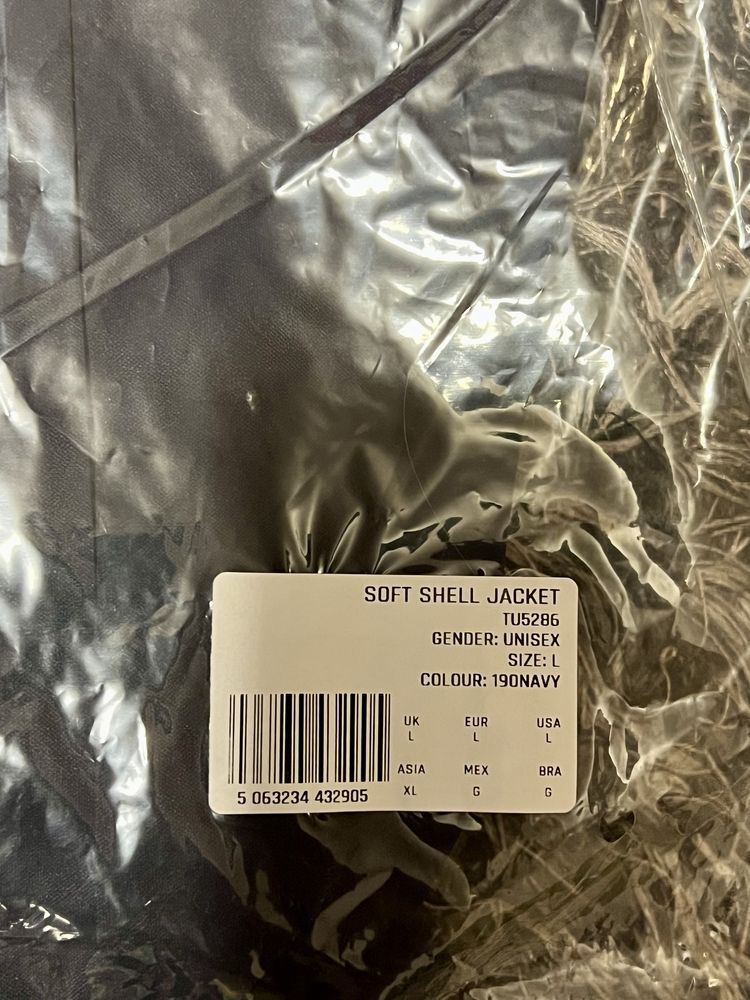 SOFT SHELL JACKET
TU5286
GENDER: UNISEX
SIZE: L
COLOUR: 190NAVY
UK EUR USA
L L L
ASIA MEX BRA
XL G G
5 063234 432905